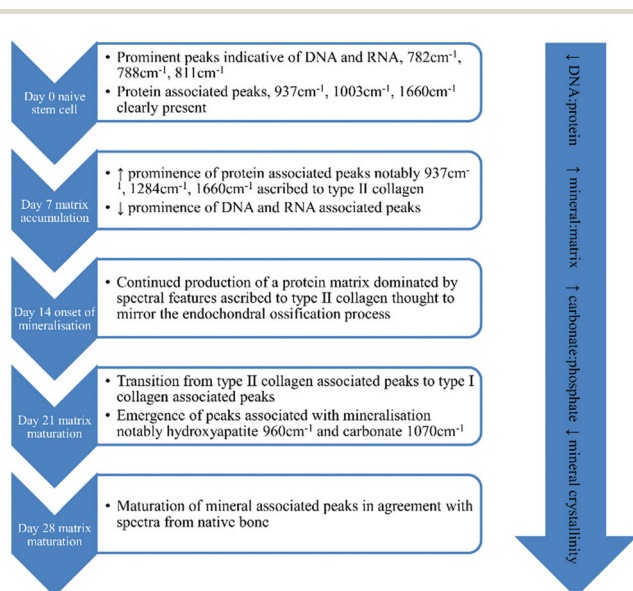 Day 0 naive
stem cell
• Prominent peaks indicative of DNA and RNA, 782cm⁻¹,
788cm⁻¹, 811cm⁻¹
• Protein associated peaks, 937cm⁻¹, 1003cm⁻¹, 1660cm⁻¹
clearly present
Day 7 matrix
accumulation
• ↑ prominence of protein associated peaks notably 937cm⁻
¹, 1284cm⁻¹, 1660cm⁻¹ ascribed to type II collagen
• ↓ prominence of DNA and RNA associated peaks
Day 14 onset of
mineralisation
• Continued production of a protein matrix dominated by
spectral features ascribed to type II collagen thought to
mirror the endochondral ossification process
Day 21 matrix
maturation
• Transition from type II collagen associated peaks to type I
collagen associated peaks
• Emergence of peaks associated with mineralisation
notably hydroxyapatite 960cm⁻¹ and carbonate 1070cm⁻¹
Day 28 matrix
maturation
• Maturation of mineral associated peaks in agreement with
spectra from native bone
↓ DNA:protein ↑ mineral:matrix ↑ carbonate:phosphate ↓ mineral crystallinity